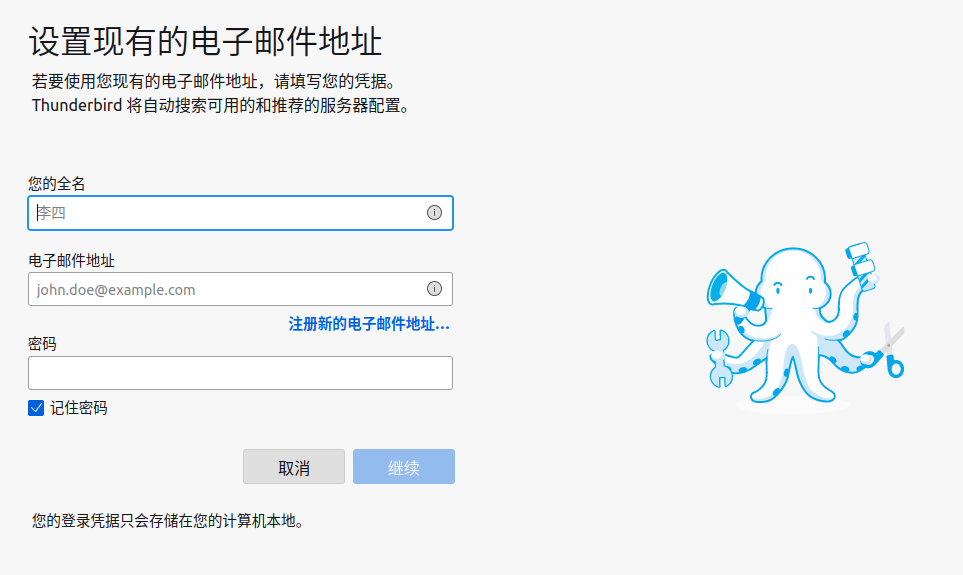 设置现有的电子邮件地址
若要使用您现有的电子邮件地址，请填写您的凭据。
Thunderbird 将自动搜索可用的和推荐的服务器配置。
您的全名
李四
电子邮件地址
john.doe@example.com
注册新的电子邮件地址…
密码
记住密码
取消 继续
您的登录凭据只会存储在您的计算机本地。